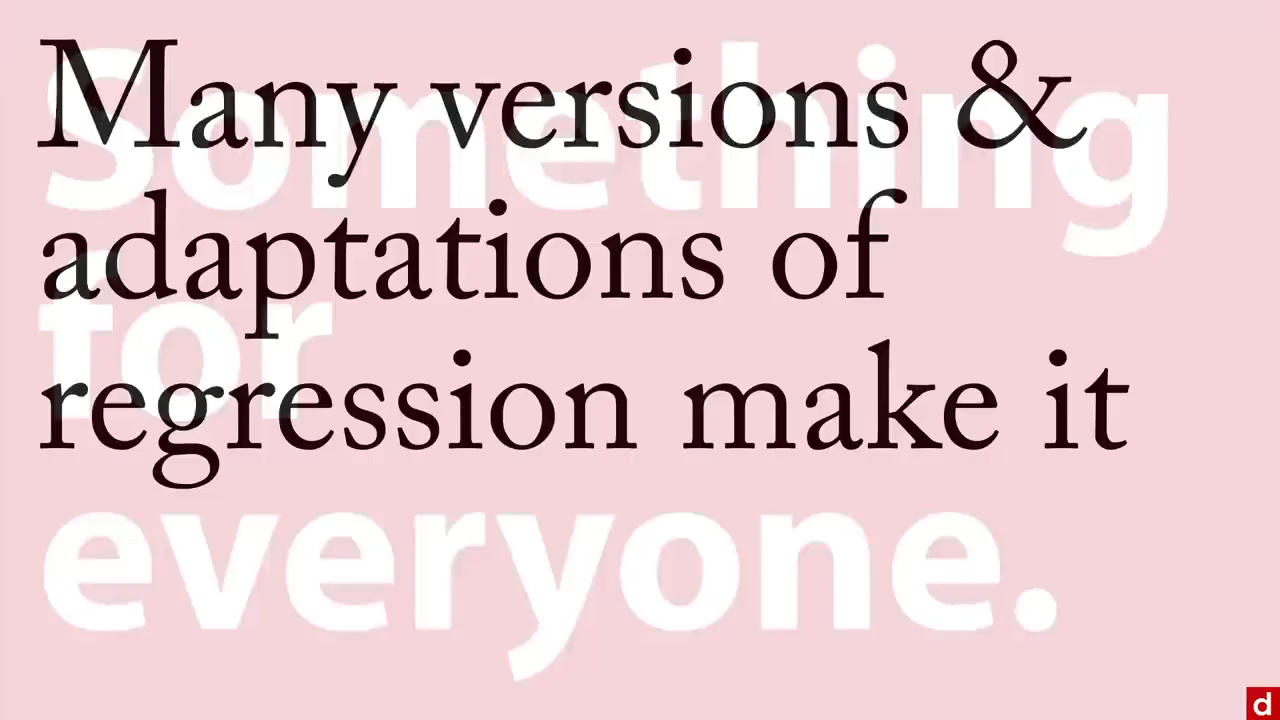 Many versions &
adaptations of
regression make it
Something
for
everyone.
d